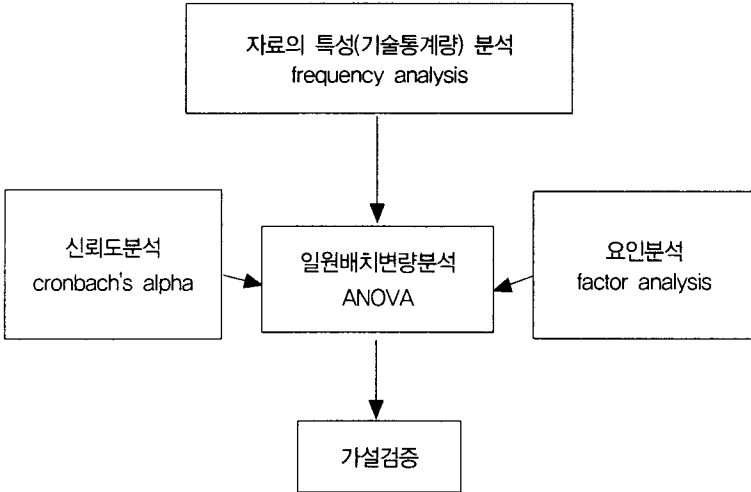 자료의 특성(기술통계량) 분석
frequency analysis
신뢰도분석
cronbach's alpha
일원배치변량분석
ANOVA
요인분석
factor analysis
가설검증